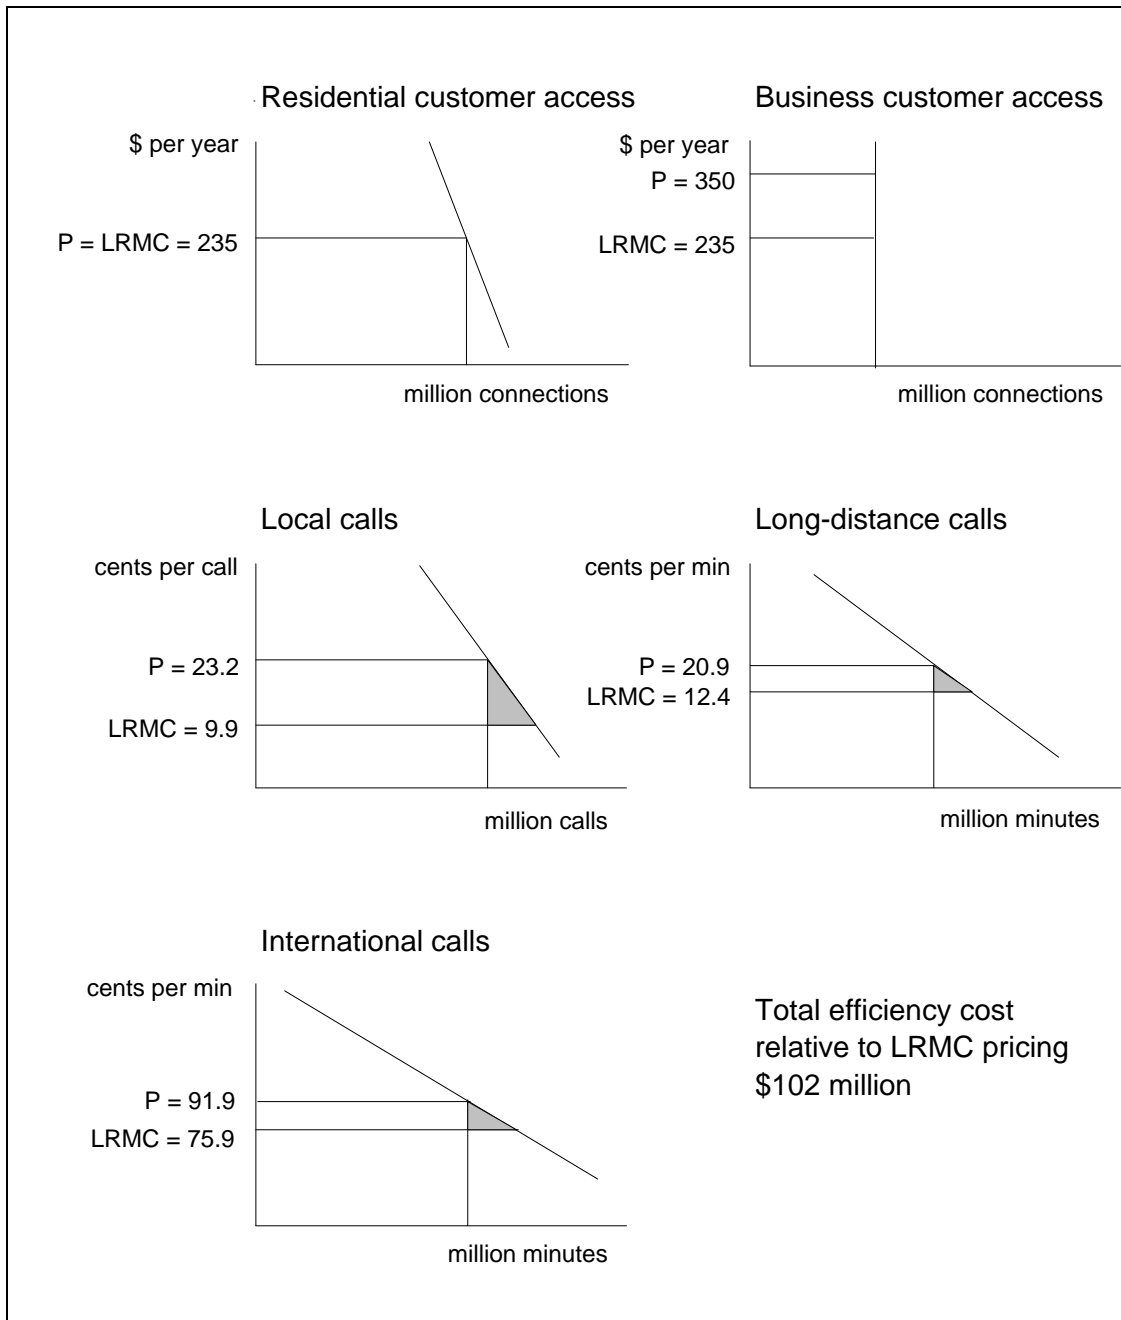 Residential customer access
$ per year
P = LRMC = 235
million connections
Business customer access
$ per year
P = 350
LRMC = 235
million connections
Local calls
cents per call
P = 23.2
LRMC = 9.9
million calls
Long-distance calls
cents per min
P = 20.9
LRMC = 12.4
million minutes
International calls
cents per min
P = 91.9
LRMC = 75.9
million minutes
Total efficiency cost
relative to LRMC pricing
$102 million